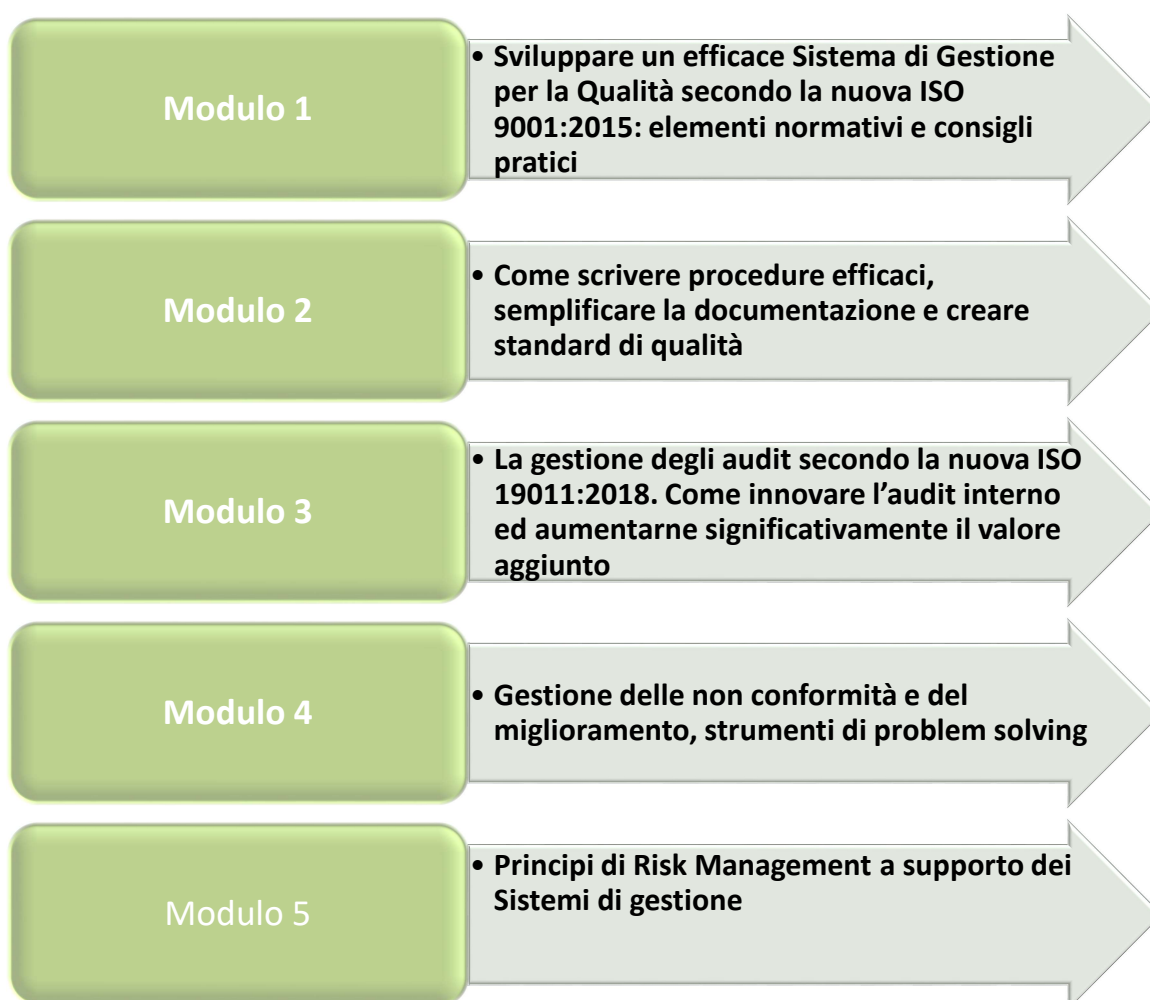 Modulo 1
• Sviluppare un efficace Sistema di Gestione
per la Qualità secondo la nuova ISO
9001:2015: elementi normativi e consigli
pratici
Modulo 2
• Come scrivere procedure efficaci,
semplificare la documentazione e creare
standard di qualità
Modulo 3
• La gestione degli audit secondo la nuova ISO
19011:2018. Come innovare l’audit interno
ed aumentarne significativamente il valore
aggiunto
Modulo 4
• Gestione delle non conformità e del
miglioramento, strumenti di problem solving
Modulo 5
• Principi di Risk Management a supporto dei
Sistemi di gestione